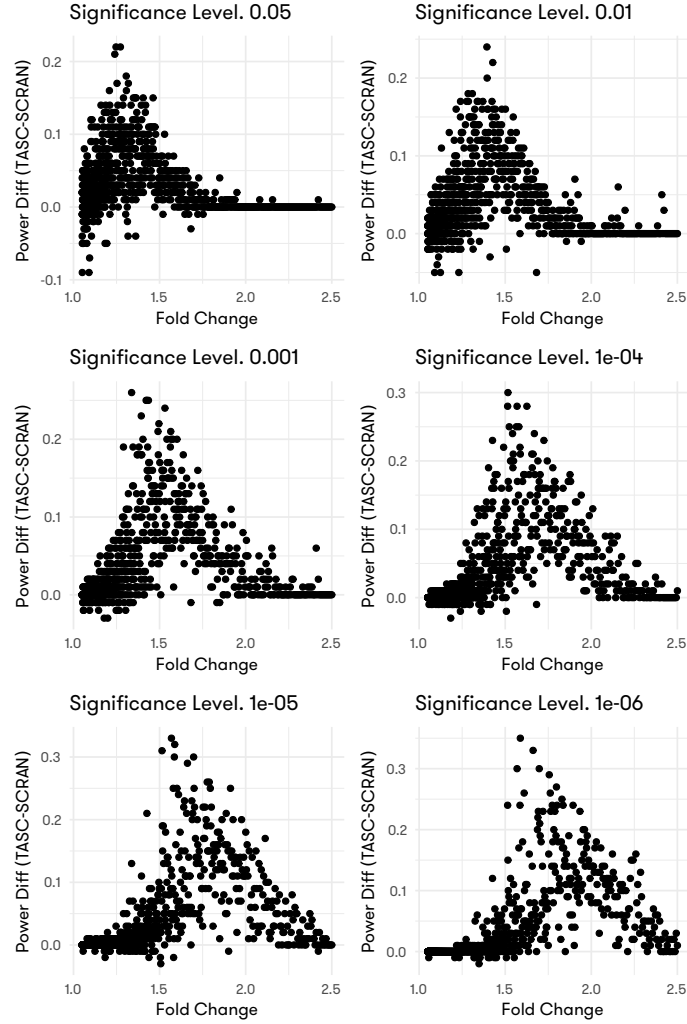 Significance Level. 0.05
Power Diff (TASC-SCRAN)
0.2
0.1
0.0
-0.1
1.0 1.5 2.0 2.5
Fold Change
Significance Level. 0.01
Power Diff (TASC-SCRAN)
0.2
0.1
0.0
1.0 1.5 2.0 2.5
Fold Change
Significance Level. 0.001
Power Diff (TASC-SCRAN)
0.2
0.1
0.0
1.0 1.5 2.0 2.5
Fold Change
Significance Level. 1e-04
Power Diff (TASC-SCRAN)
0.3
0.2
0.1
0.0
1.0 1.5 2.0 2.5
Fold Change
Significance Level. 1e-05
Power Diff (TASC-SCRAN)
0.3
0.2
0.1
0.0
1.0 1.5 2.0 2.5
Fold Change
Significance Level. 1e-06
Power Diff (TASC-SCRAN)
0.3
0.2
0.1
0.0
1.0 1.5 2.0 2.5
Fold Change